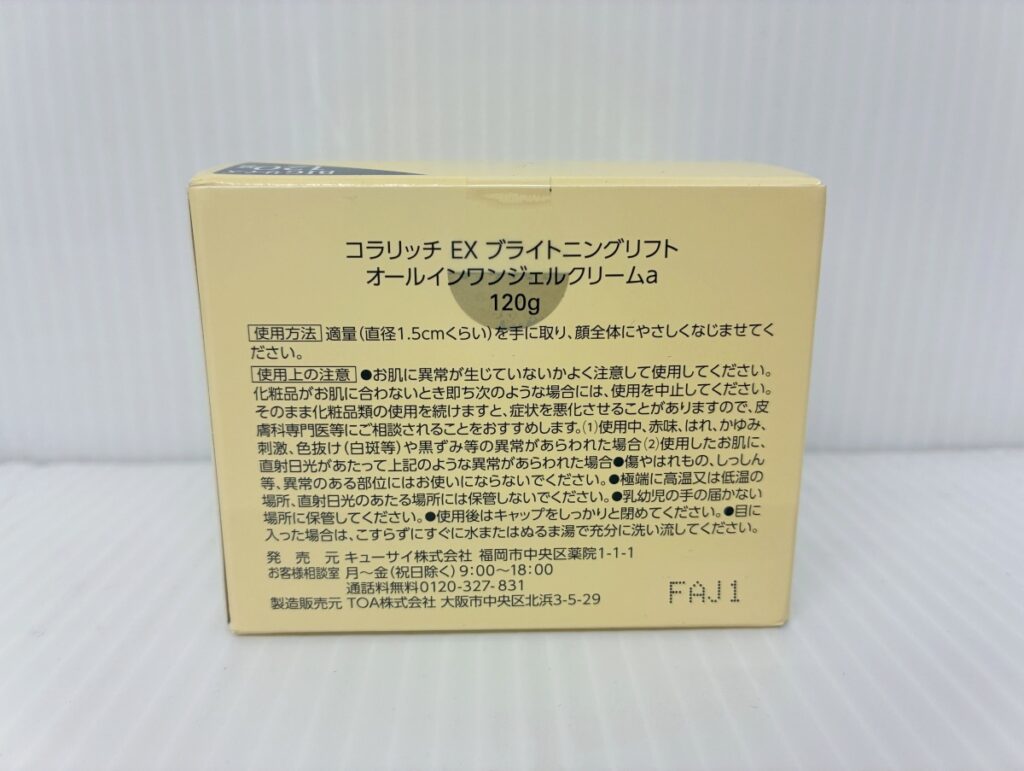 コラリッチ EX ブライトニングリフト
オールインワンジェルクリームa
120g
使用方法 適量(直径1.5cmくらい)を手に取り、顔全体にやさしくなじませてく
ださい。
使用上の注意 ●お肌に異常が生じていないかよく注意して使用してください。
化粧品がお肌に合わないとき即ち次のような場合には、使用を中止してください。
そのまま化粧品類の使用を続けますと、症状を悪化させることがありますので、皮
膚科専門医等にご相談されることをおすすめします。(1)使用中、赤味、はれ、かゆみ、
刺激、色抜け(白斑等)や黒ずみ等の異常があらわれた場合(2)使用したお肌に、
直射日光があたって上記のような異常があらわれた場合●傷やはれもの、しっしん
等、異常のある部位にはお使いにならないでください。●極端に高温又は低温の
場所、直射日光のあたる場所には保管しないでください。●乳幼児の手の届かない
場所に保管してください。●使用後はキャップをしっかりと閉めてください。●目に
入った場合は、こすらずにすぐに水またはぬるま湯で充分に洗い流してください。
発売元 キューサイ株式会社 福岡市中央区薬院1-1-1
お客様相談室 月～金(祝日除く)9:00～18:00
通話料無料0120-327-831
製造販売元 TOA株式会社 大阪市中央区北浜3-5-29
FAJ1